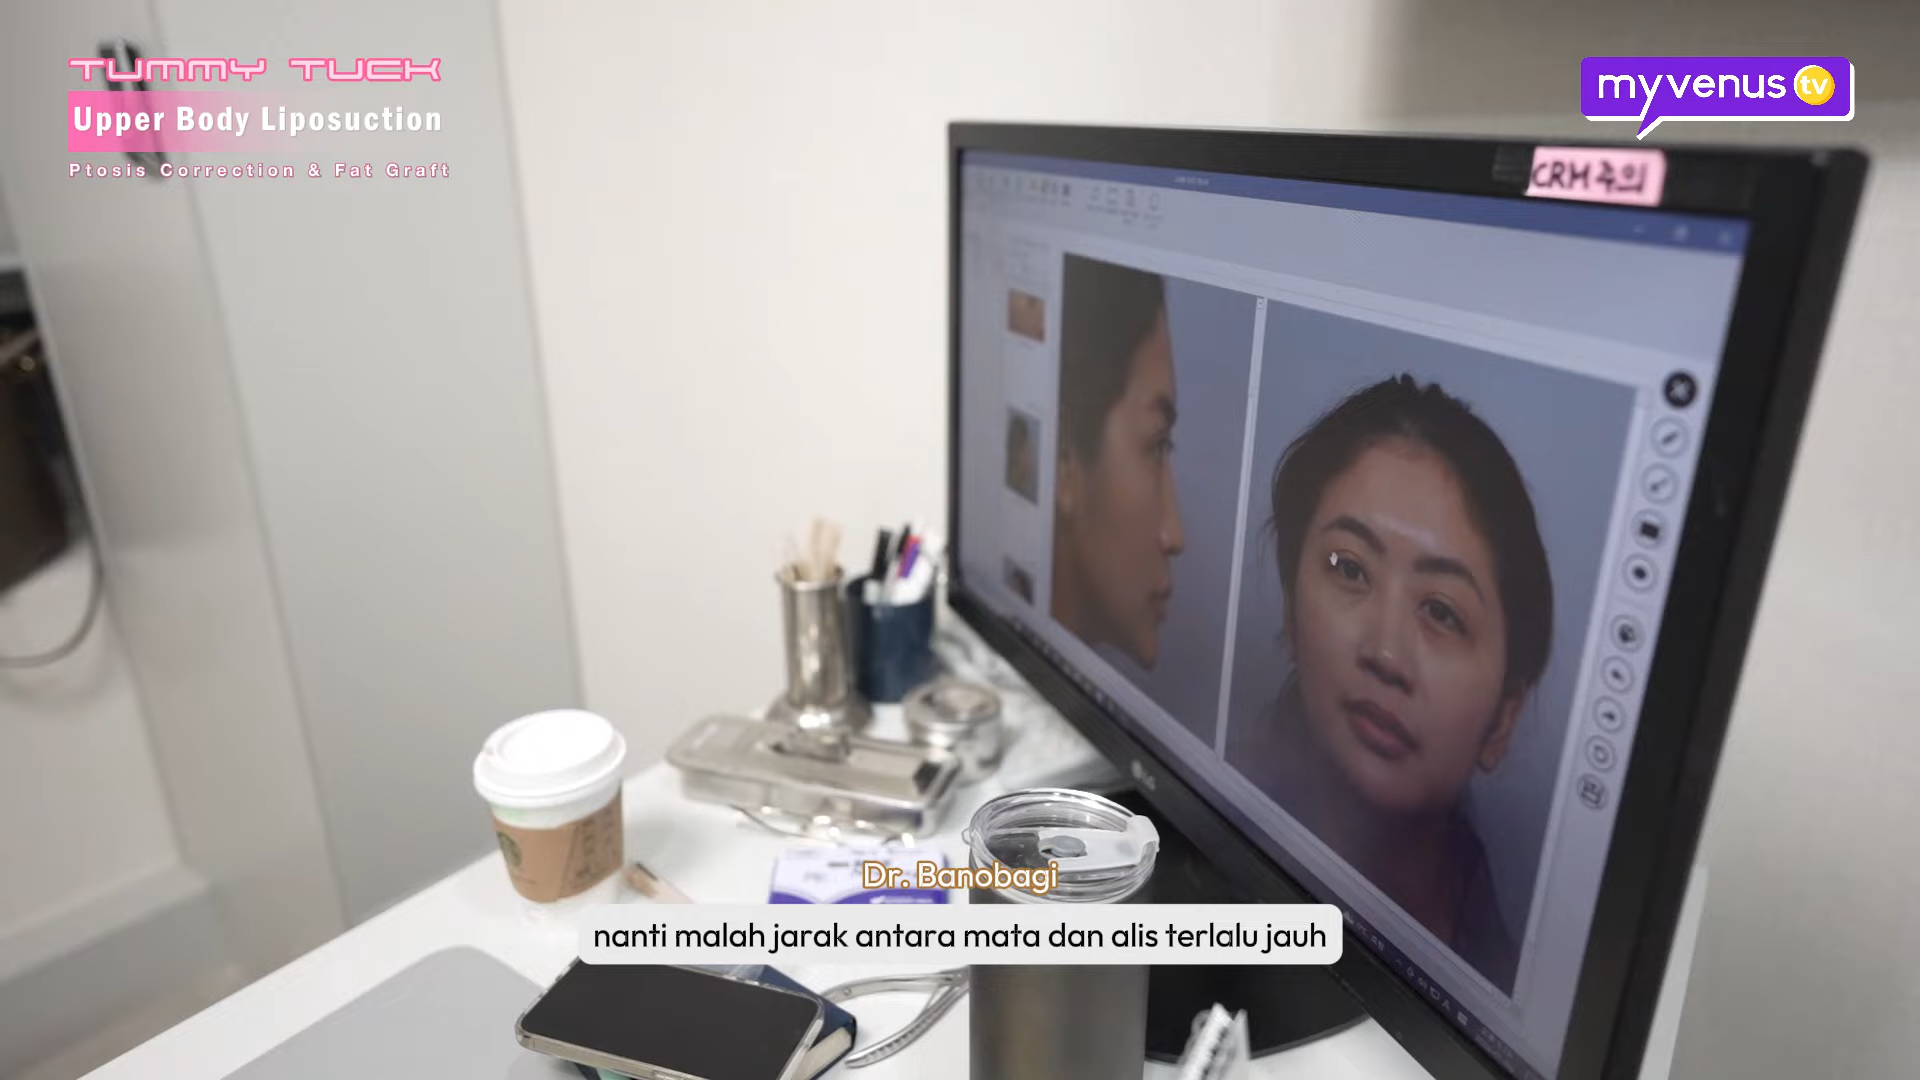 TUMMY TUCK
Upper Body Liposuction
Ptosis Correction & Fat Graft
myvenus tv
CRM 주의
LG
Dr. Banobagi
nanti malah jarak antara mata dan alis terlalu jauh